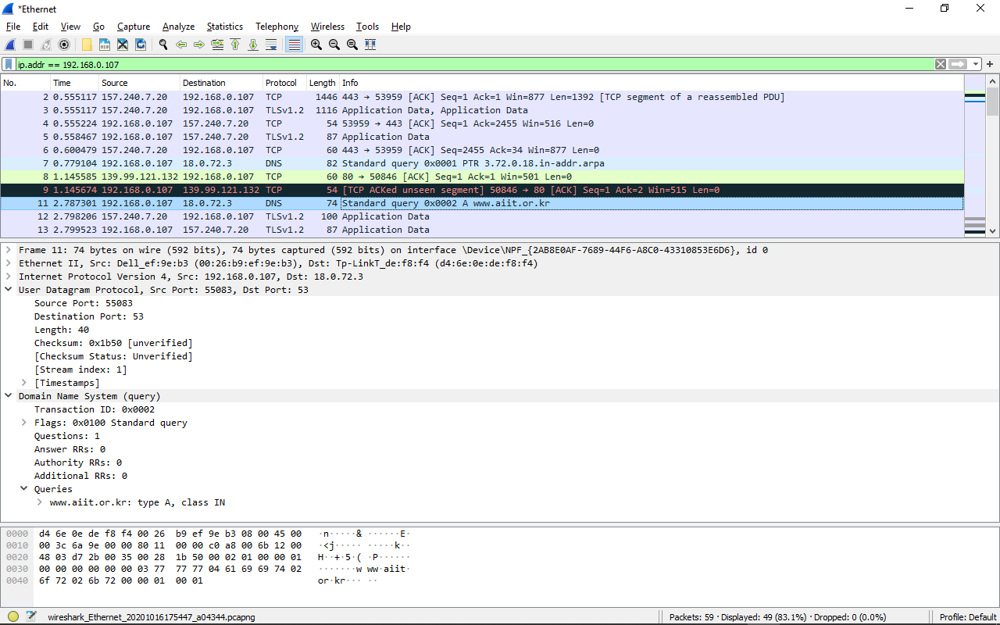 *Ethernet
File Edit View Go Capture Analyze Statistics Telephony Wireless Tools Help
ip.addr == 192.168.0.107
No. Time Source Destination Protocol Length Info
2 0.555117 157.240.7.20 192.168.0.107 TCP 1446 443 → 53959 [ACK] Seq=1 Ack=1 Win=877 Len=1392 [TCP segment of a reassembled PDU]
3 0.555117 157.240.7.20 192.168.0.107 TLSv1.2 1116 Application Data, Application Data
4 0.555224 192.168.0.107 157.240.7.20 TCP 54 53959 → 443 [ACK] Seq=1 Ack=2455 Win=516 Len=0
5 0.558467 192.168.0.107 157.240.7.20 TLSv1.2 87 Application Data
6 0.600479 157.240.7.20 192.168.0.107 TCP 60 443 → 53959 [ACK] Seq=2455 Ack=34 Win=877 Len=0
7 0.779104 192.168.0.107 18.0.72.3 DNS 82 Standard query 0x0001 PTR 3.72.0.18.in-addr.arpa
8 1.145585 139.99.121.132 192.168.0.107 TCP 60 80 → 50846 [ACK] Seq=1 Ack=1 Win=501 Len=0
9 1.145674 192.168.0.107 139.99.121.132 TCP 54 [TCP ACKed unseen segment] 50846 → 80 [ACK] Seq=1 Ack=2 Win=515 Len=0
11 2.787301 192.168.0.107 18.0.72.3 DNS 74 Standard query 0x0002 A www.aiit.or.kr
12 2.798206 157.240.7.20 192.168.0.107 TLSv1.2 100 Application Data
13 2.799523 192.168.0.107 157.240.7.20 TLSv1.2 87 Application Data
Frame 11: 74 bytes on wire (592 bits), 74 bytes captured (592 bits) on interface \Device\NPF_{2AB8E0AF-7689-44F6-A8C0-43310853E6D6}, id 0
Ethernet II, Src: Dell_ef:9e:b3 (00:26:b9:ef:9e:b3), Dst: Tp-LinkT_de:f8:f4 (d4:6e:0e:de:f8:f4)
Internet Protocol Version 4, Src: 192.168.0.107, Dst: 18.0.72.3
User Datagram Protocol, Src Port: 55083, Dst Port: 53
Source Port: 55083
Destination Port: 53
Length: 40
Checksum: 0x1b50 [unverified]
[Checksum Status: Unverified]
[Stream index: 1]
[Timestamps]
Domain Name System (query)
Transaction ID: 0x0002
Flags: 0x0100 Standard query
Questions: 1
Answer RRs: 0
Authority RRs: 0
Additional RRs: 0
Queries
www.aiit.or.kr: type A, class IN
0000 d4 6e 0e de f8 f4 00 26 b9 ef 9e b3 08 00 45 00 ·n·····& ······E·
0010 00 3c 6a 9e 00 00 80 11 00 00 c0 a8 00 6b 12 00 ·<j····· ·····k··
0020 48 03 d7 2b 00 35 00 28 1b 50 00 02 01 00 00 01 H··+·5·( ·P······
0030 00 00 00 00 00 00 03 77 77 77 04 61 69 69 74 02 ·······w ww·aiit·
0040 6f 72 02 6b 72 00 00 01 00 01 or·kr··· ··
wireshark_Ethernet_20201016175447_a04344.pcapng Packets: 59 · Displayed: 49 (83.1%) · Dropped: 0 (0.0%) Profile: Default